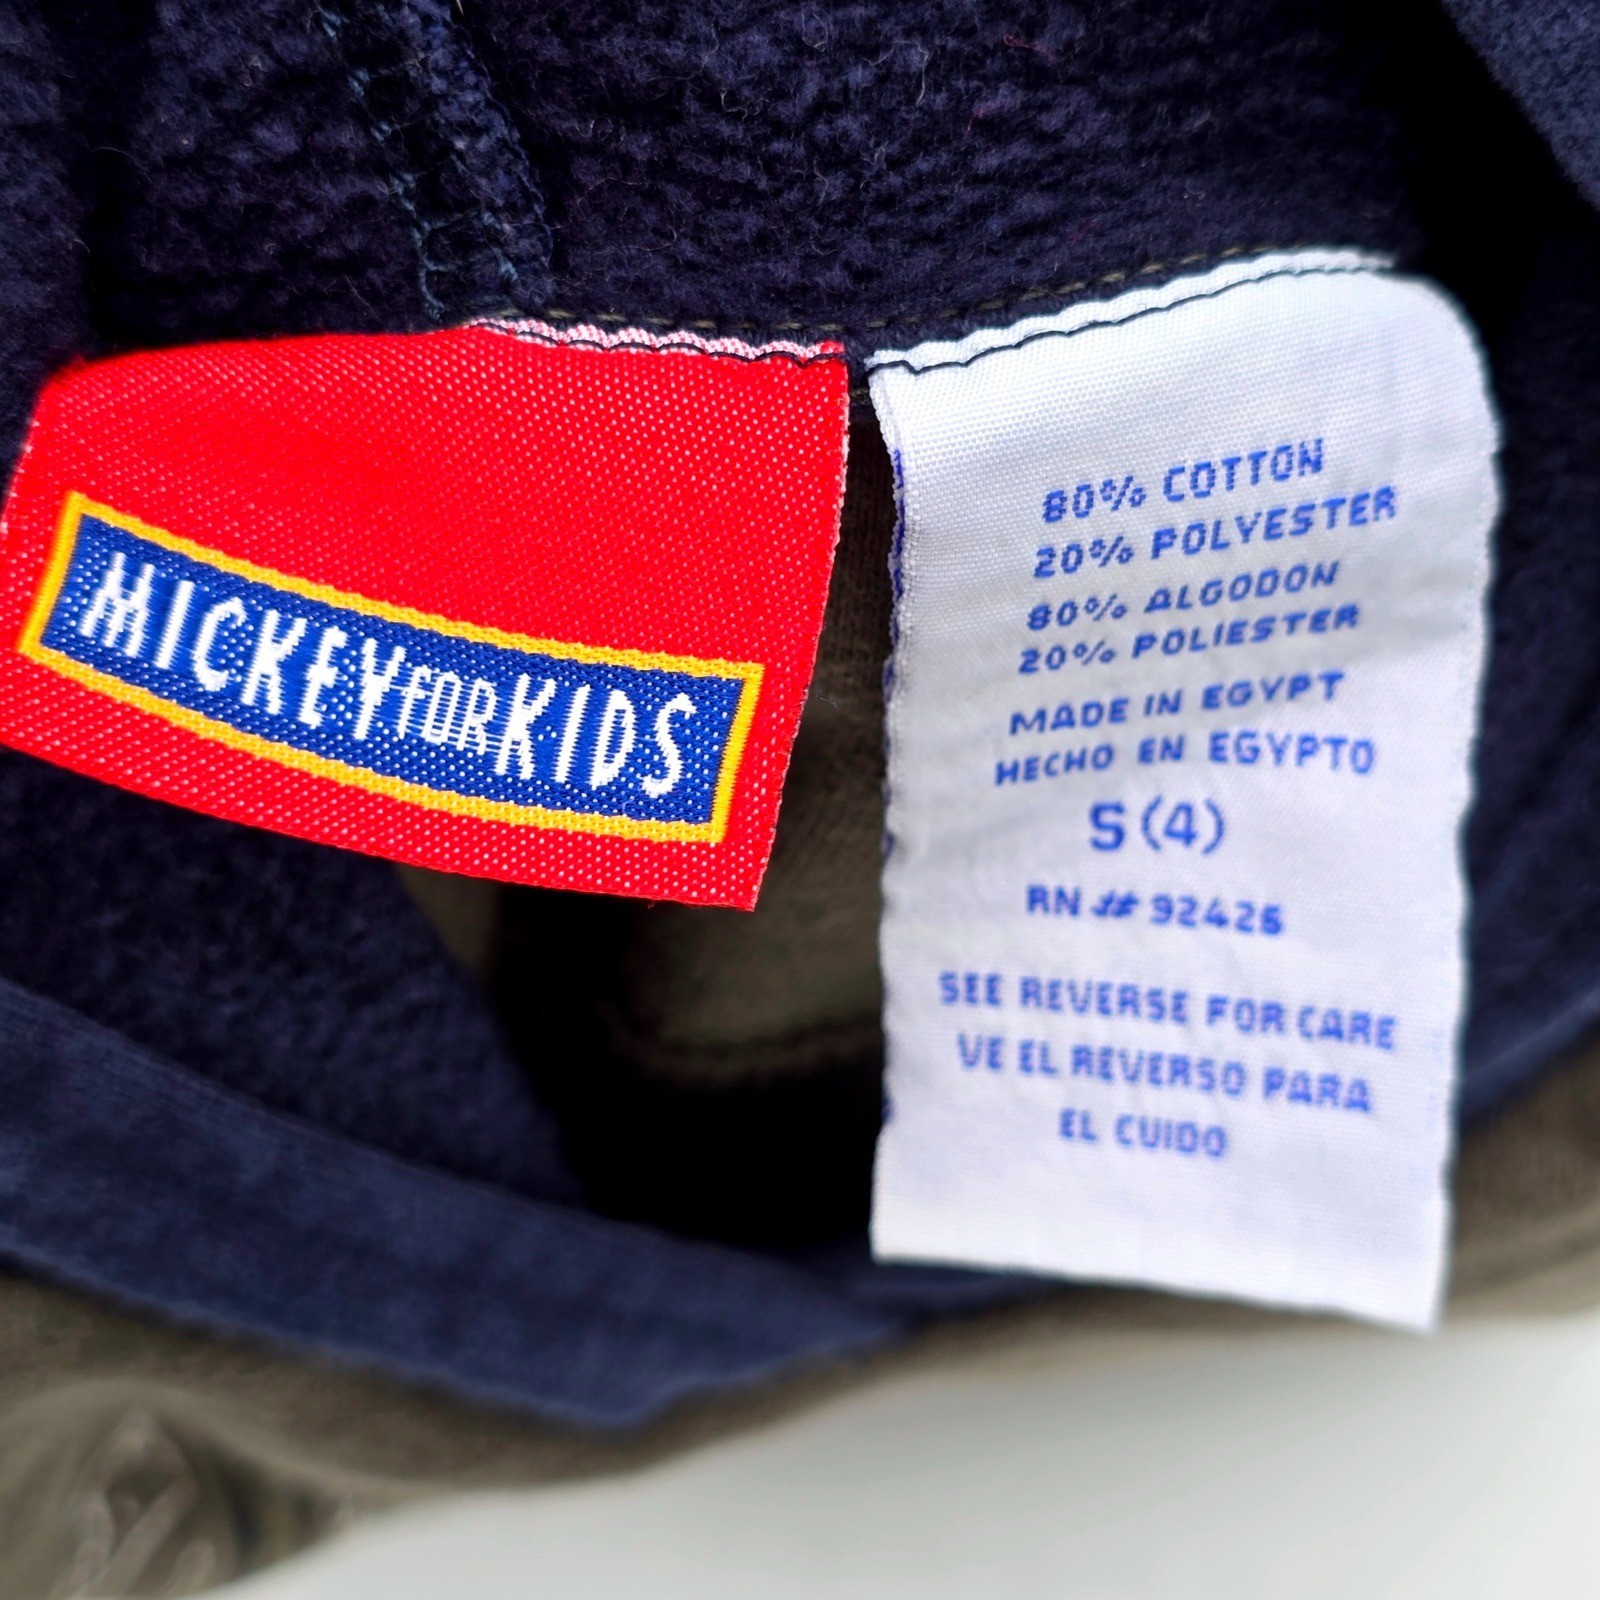 MICKEY FOR KIDS
80% COTTON
20% POLYESTER
80% ALGODON
20% POLIESTER
MADE IN EGYPT
HECHO EN EGYPTO
S (4)
RN # 92426
SEE REVERSE FOR CARE
VE EL REVERSO PARA
EL CUIDO